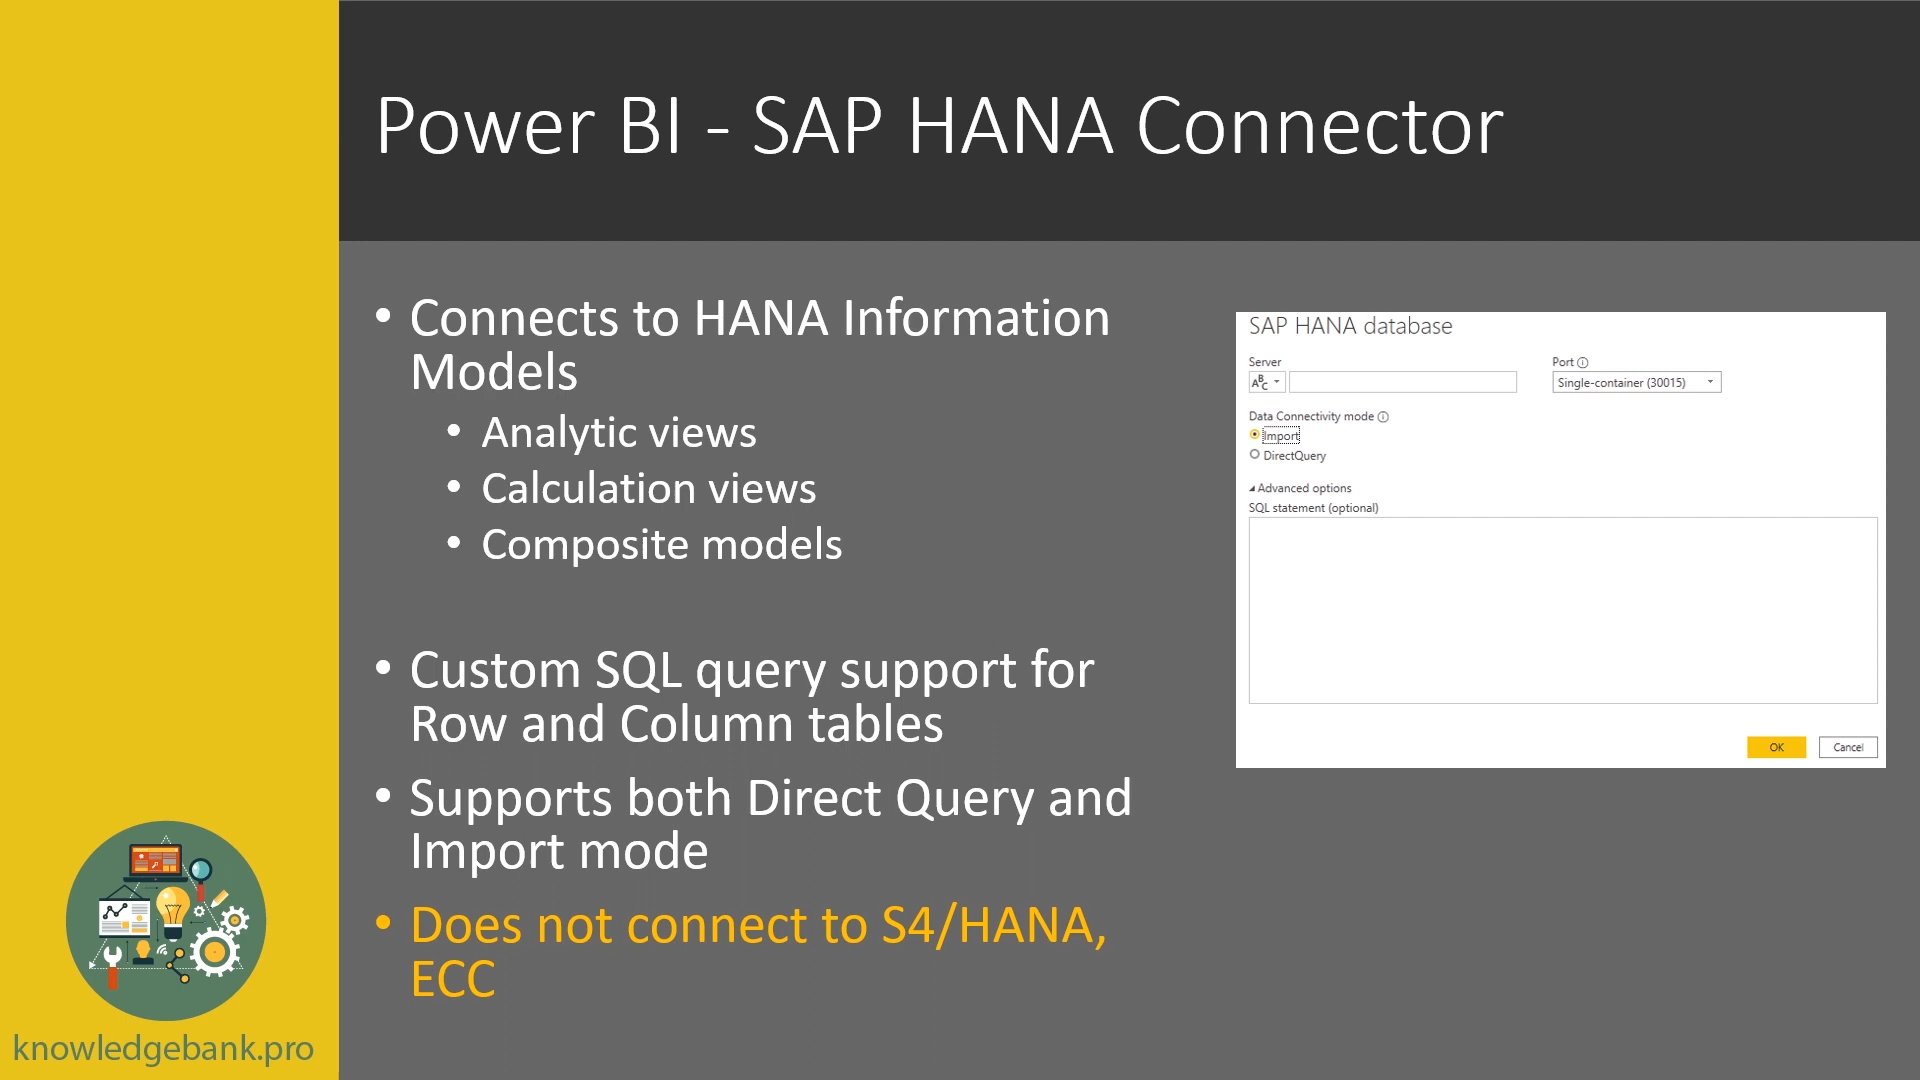 Power BI - SAP HANA Connector
• Connects to HANA Information
Models
• Analytic views
• Calculation views
• Composite models
• Custom SQL query support for
Row and Column tables
• Supports both Direct Query and
Import mode
• Does not connect to S4/HANA,
ECC
SAP HANA database
Server
Port
ABC
Single-container (30015)
Data Connectivity mode
Import
DirectQuery
Advanced options
SQL statement (optional)
OK
Cancel
knowledgebank.pro